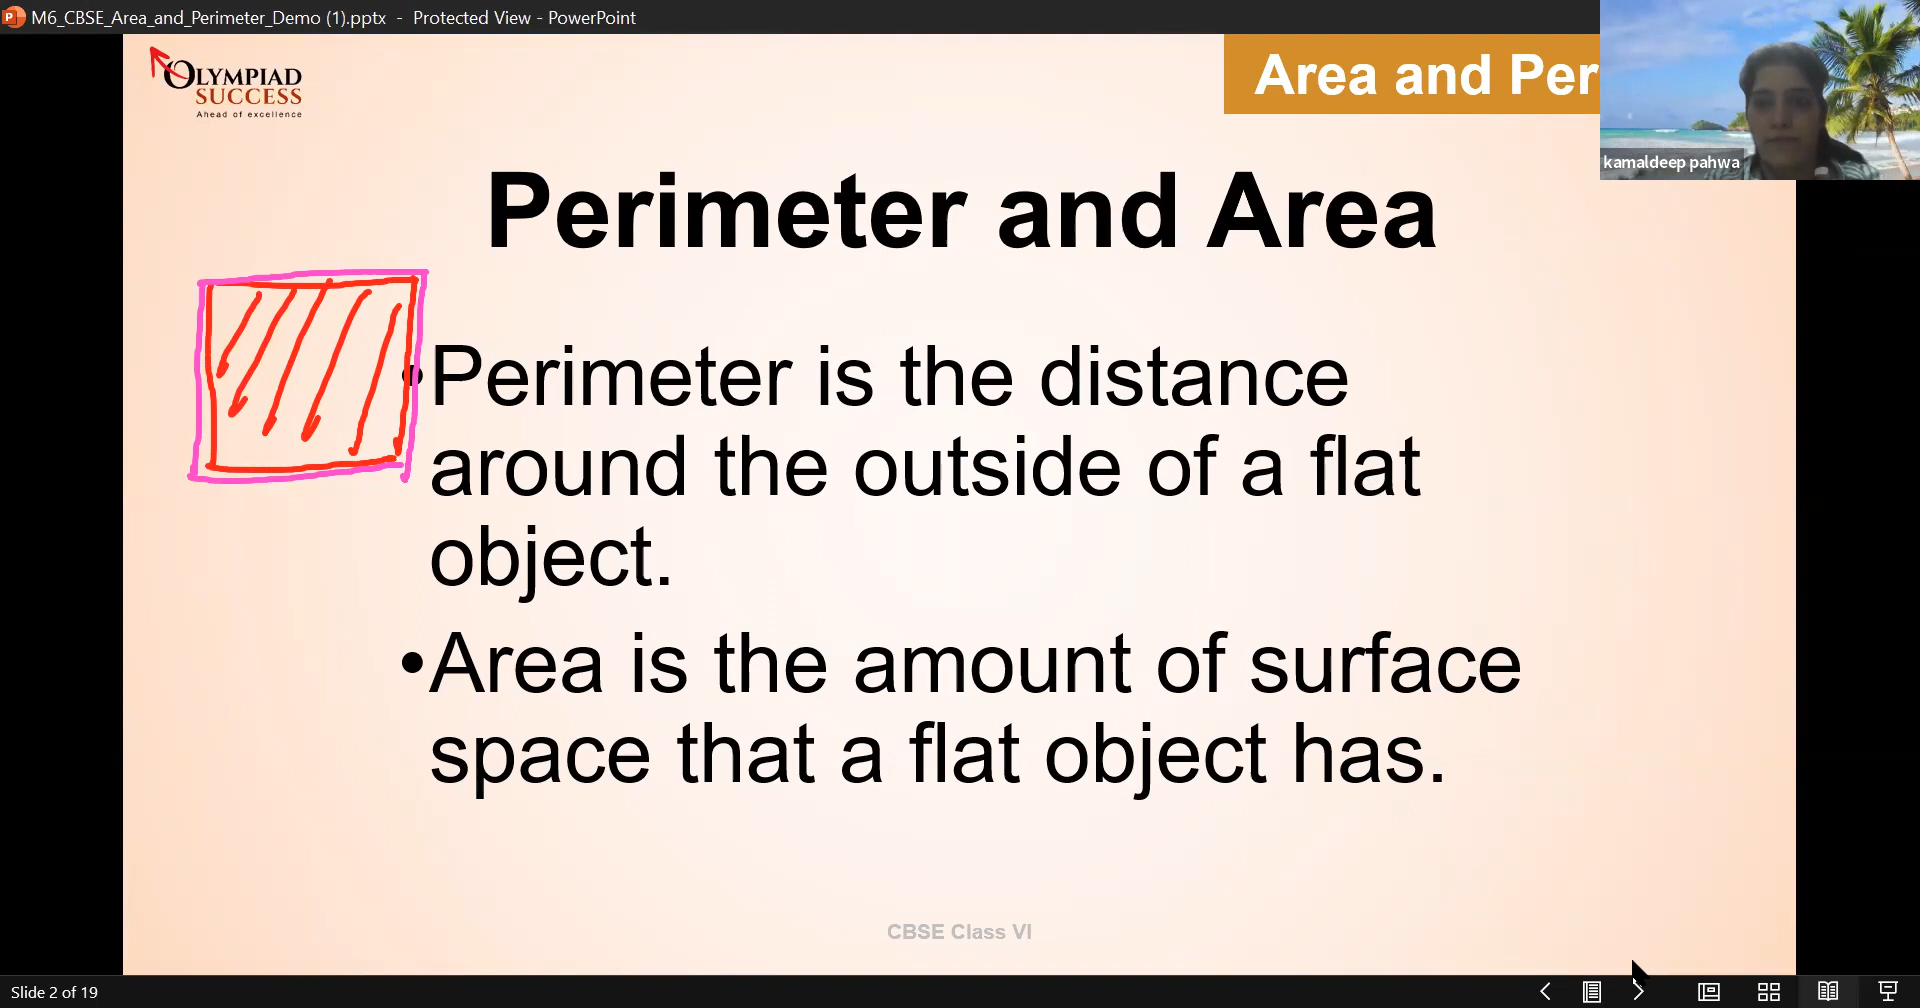 M6_CBSE_Area_and_Perimeter_Demo (1).pptx - Protected View - PowerPoint
OLYMPIAD
SUCCESS
Ahead of excellence
Area and Per
kamaldeep pahwa
Perimeter and Area
•Perimeter is the distance
around the outside of a flat
object.
•Area is the amount of surface
space that a flat object has.
CBSE Class VI
Slide 2 of 19